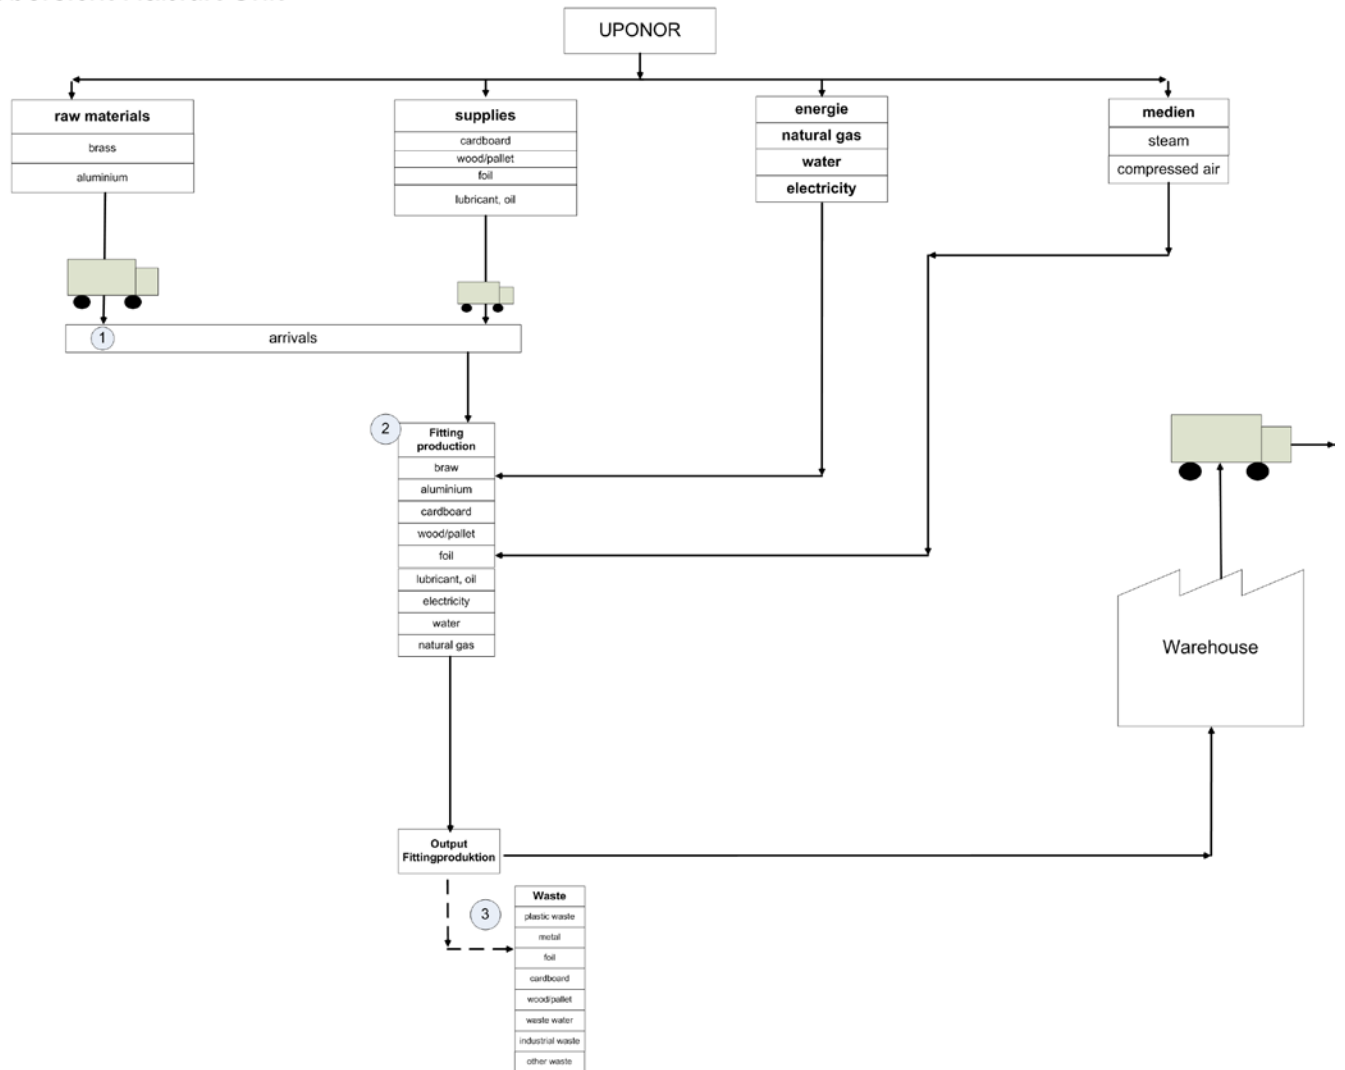 UPONOR
raw materials
brass
aluminium
supplies
cardboard
wood/pallet
foil
lubricant, oil
energie
natural gas
water
electricity
medien
steam
compressed air
1
arrivals
2
Fitting
production
braw
aluminium
cardboard
wood/pallet
foil
lubricant, oil
electricity
water
natural gas
Warehouse
Output
Fittingproduktion
3
Waste
plastic waste
metal
foil
cardboard
wood/pallet
waste water
industrial waste
other waste